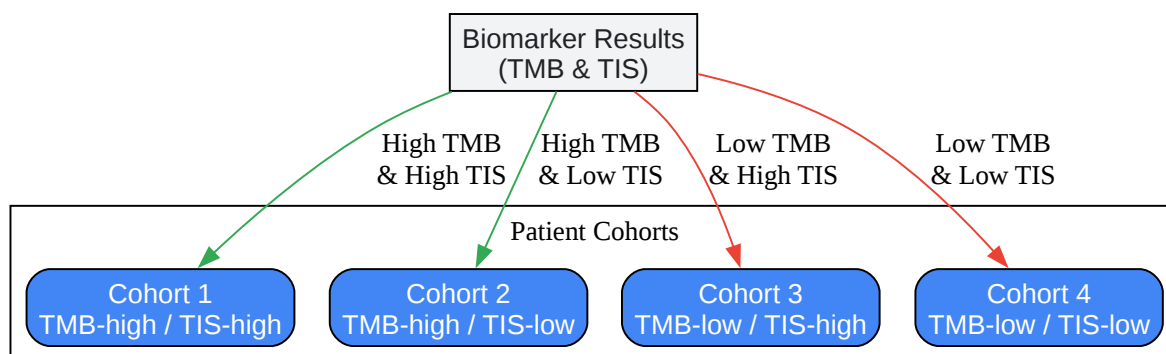 Biomarker Results
(TMB & TIS)
High TMB
& High TIS
High TMB
& Low TIS
Low TMB
& High TIS
Low TMB
& Low TIS
Patient Cohorts
Cohort 1
TMB-high / TIS-high
Cohort 2
TMB-high / TIS-low
Cohort 3
TMB-low / TIS-high
Cohort 4
TMB-low / TIS-low